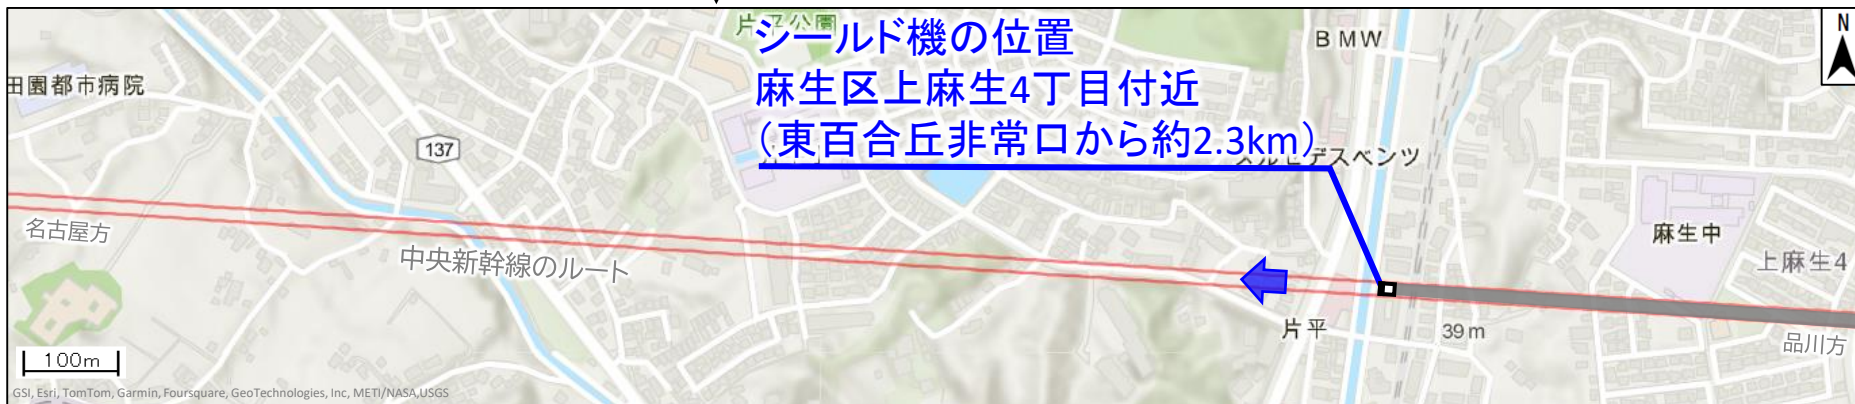 片平公園
シールド機の位置
麻生区上麻生4丁目付近
（東百合丘非常口から約2.3km）
BMW
N
田園都市病院
137
メルセデスベンツ
名古屋方
中央新幹線のルート
麻生中
上麻生4
片平
39m
品川方
100m
GSI, Esri, TomTom, Garmin, Foursquare, GeoTechnologies, Inc, METI/NASA,USGS